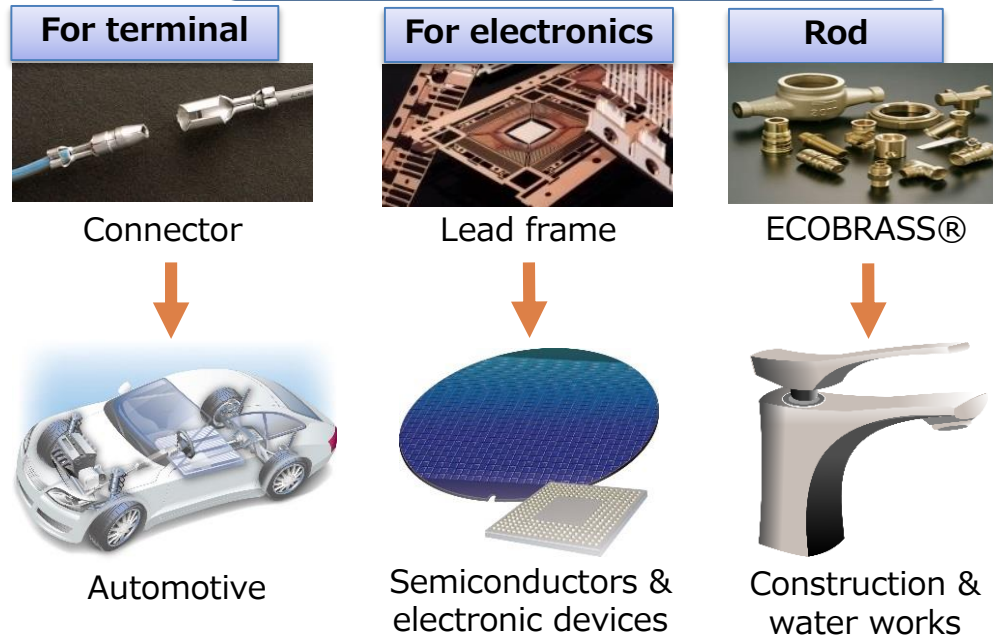 For terminal
For electronics
Rod
Connector
Lead frame
ECOBRASS®
Automotive
Semiconductors &
electronic devices
Construction &
water works